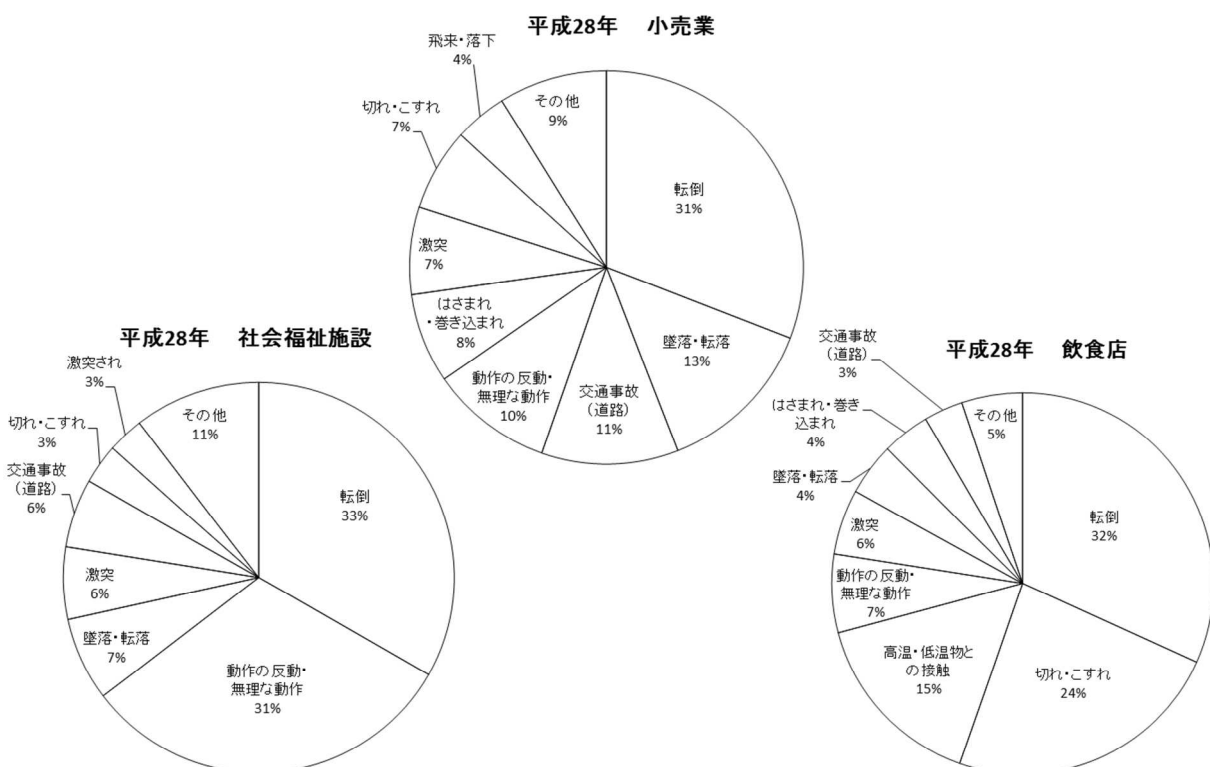 平成28年　小売業
転倒
31%
墜落・転落
13%
交通事故
（道路）
11%
動作の反動・
無理な動作
10%
はさまれ
・巻き込まれ
8%
激突
7%
切れ・こすれ
7%
飛来・落下
4%
その他
9%
平成28年　社会福祉施設
転倒
33%
動作の反動・
無理な動作
31%
墜落・転落
7%
激突
6%
交通事故
（道路）
6%
切れ・こすれ
3%
激突され
3%
その他
11%
平成28年　飲食店
転倒
32%
切れ・こすれ
24%
高温・低温物と
の接触
15%
動作の反動・
無理な動作
7%
激突
6%
墜落・転落
4%
はさまれ・巻き
込まれ
4%
交通事故
（道路）
3%
その他
5%